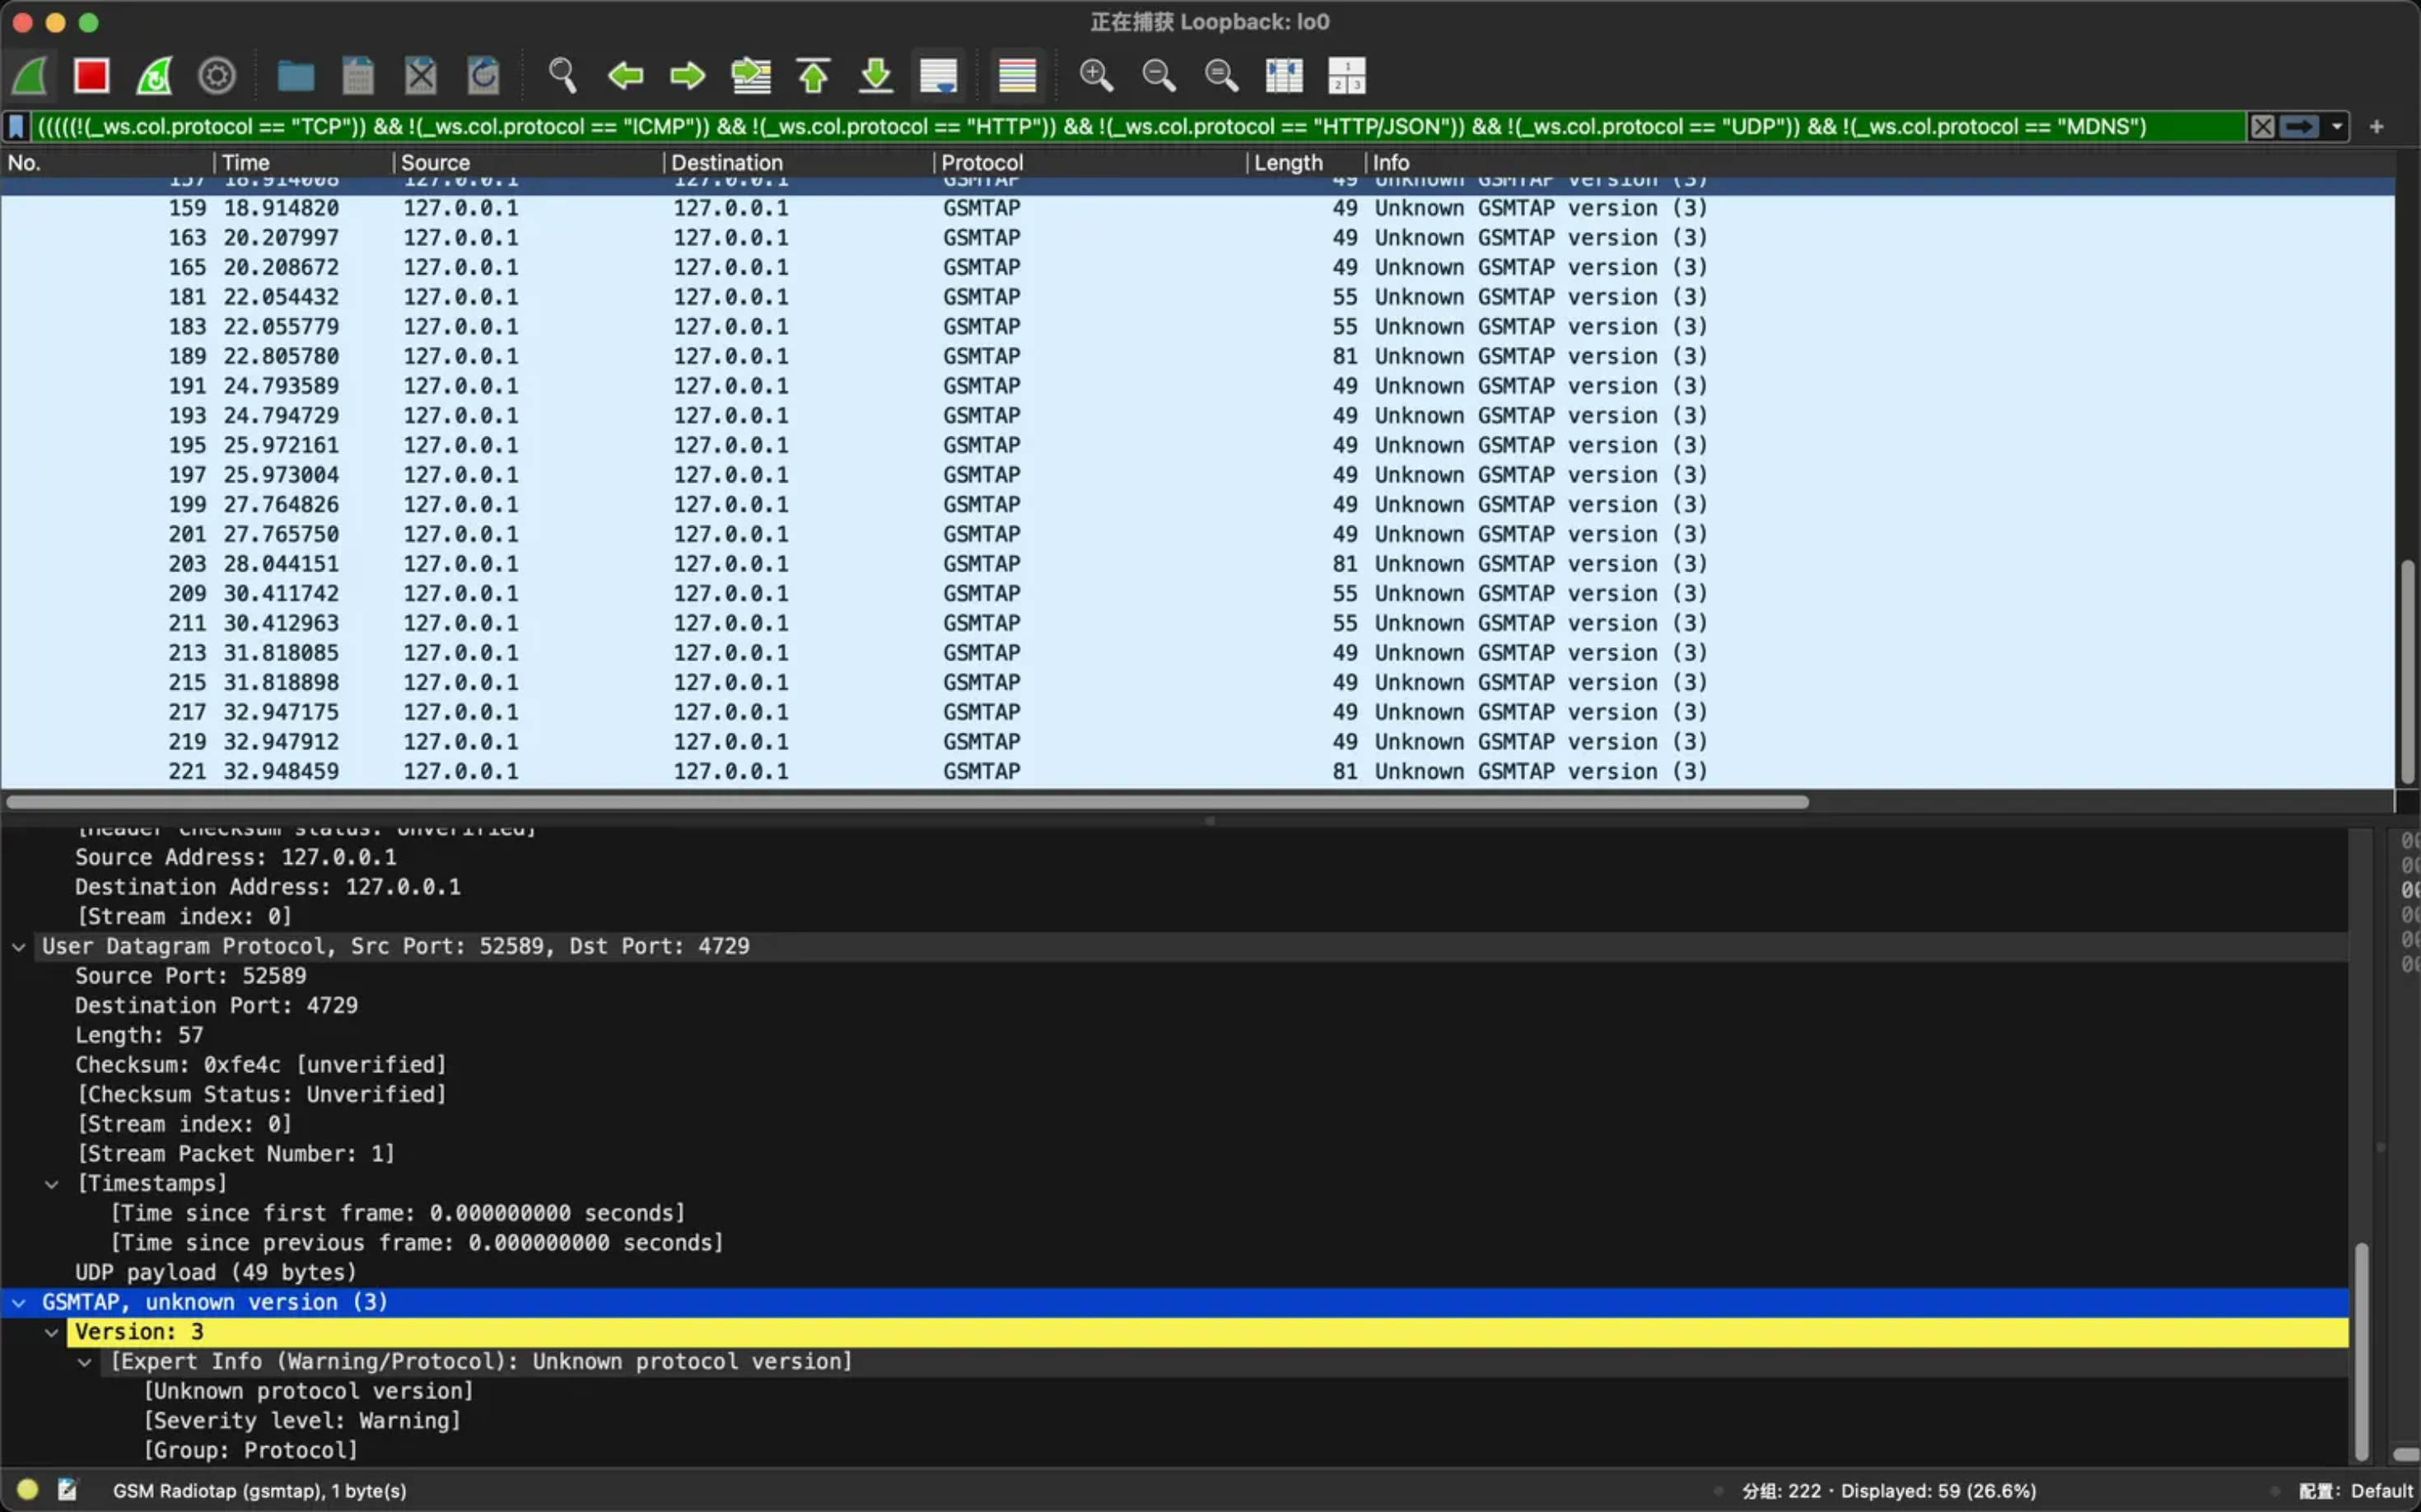 正在捕获 Loopback: lo0
(((((!(_ws.col.protocol == "TCP")) && !(_ws.col.protocol == "ICMP")) && !(_ws.col.protocol == "HTTP")) && !(_ws.col.protocol == "HTTP/JSON")) && !(_ws.col.protocol == "UDP")) && !(_ws.col.protocol == "MDNS")
No. Time Source Destination Protocol Length Info
157 18.914008 127.0.0.1 127.0.0.1 GSMTAP 49 Unknown GSMTAP version (3)
159 18.914820 127.0.0.1 127.0.0.1 GSMTAP 49 Unknown GSMTAP version (3)
163 20.207997 127.0.0.1 127.0.0.1 GSMTAP 49 Unknown GSMTAP version (3)
165 20.208672 127.0.0.1 127.0.0.1 GSMTAP 49 Unknown GSMTAP version (3)
181 22.054432 127.0.0.1 127.0.0.1 GSMTAP 55 Unknown GSMTAP version (3)
183 22.055779 127.0.0.1 127.0.0.1 GSMTAP 55 Unknown GSMTAP version (3)
189 22.805780 127.0.0.1 127.0.0.1 GSMTAP 81 Unknown GSMTAP version (3)
191 24.793589 127.0.0.1 127.0.0.1 GSMTAP 49 Unknown GSMTAP version (3)
193 24.794729 127.0.0.1 127.0.0.1 GSMTAP 49 Unknown GSMTAP version (3)
195 25.972161 127.0.0.1 127.0.0.1 GSMTAP 49 Unknown GSMTAP version (3)
197 25.973004 127.0.0.1 127.0.0.1 GSMTAP 49 Unknown GSMTAP version (3)
199 27.764826 127.0.0.1 127.0.0.1 GSMTAP 49 Unknown GSMTAP version (3)
201 27.765750 127.0.0.1 127.0.0.1 GSMTAP 49 Unknown GSMTAP version (3)
203 28.044151 127.0.0.1 127.0.0.1 GSMTAP 81 Unknown GSMTAP version (3)
209 30.411742 127.0.0.1 127.0.0.1 GSMTAP 55 Unknown GSMTAP version (3)
211 30.412963 127.0.0.1 127.0.0.1 GSMTAP 55 Unknown GSMTAP version (3)
213 31.818085 127.0.0.1 127.0.0.1 GSMTAP 49 Unknown GSMTAP version (3)
215 31.818898 127.0.0.1 127.0.0.1 GSMTAP 49 Unknown GSMTAP version (3)
217 32.947175 127.0.0.1 127.0.0.1 GSMTAP 49 Unknown GSMTAP version (3)
219 32.947912 127.0.0.1 127.0.0.1 GSMTAP 49 Unknown GSMTAP version (3)
221 32.948459 127.0.0.1 127.0.0.1 GSMTAP 81 Unknown GSMTAP version (3)
[Header checksum status: Unverified]
Source Address: 127.0.0.1
Destination Address: 127.0.0.1
[Stream index: 0]
User Datagram Protocol, Src Port: 52589, Dst Port: 4729
Source Port: 52589
Destination Port: 4729
Length: 57
Checksum: 0xfe4c [unverified]
[Checksum Status: Unverified]
[Stream index: 0]
[Stream Packet Number: 1]
[Timestamps]
[Time since first frame: 0.000000000 seconds]
[Time since previous frame: 0.000000000 seconds]
UDP payload (49 bytes)
GSMTAP, unknown version (3)
Version: 3
[Expert Info (Warning/Protocol): Unknown protocol version]
[Unknown protocol version]
[Severity level: Warning]
[Group: Protocol]
GSM Radiotap (gsmtap), 1 byte(s)
分组: 222 · Displayed: 59 (26.6%)
配置: Default